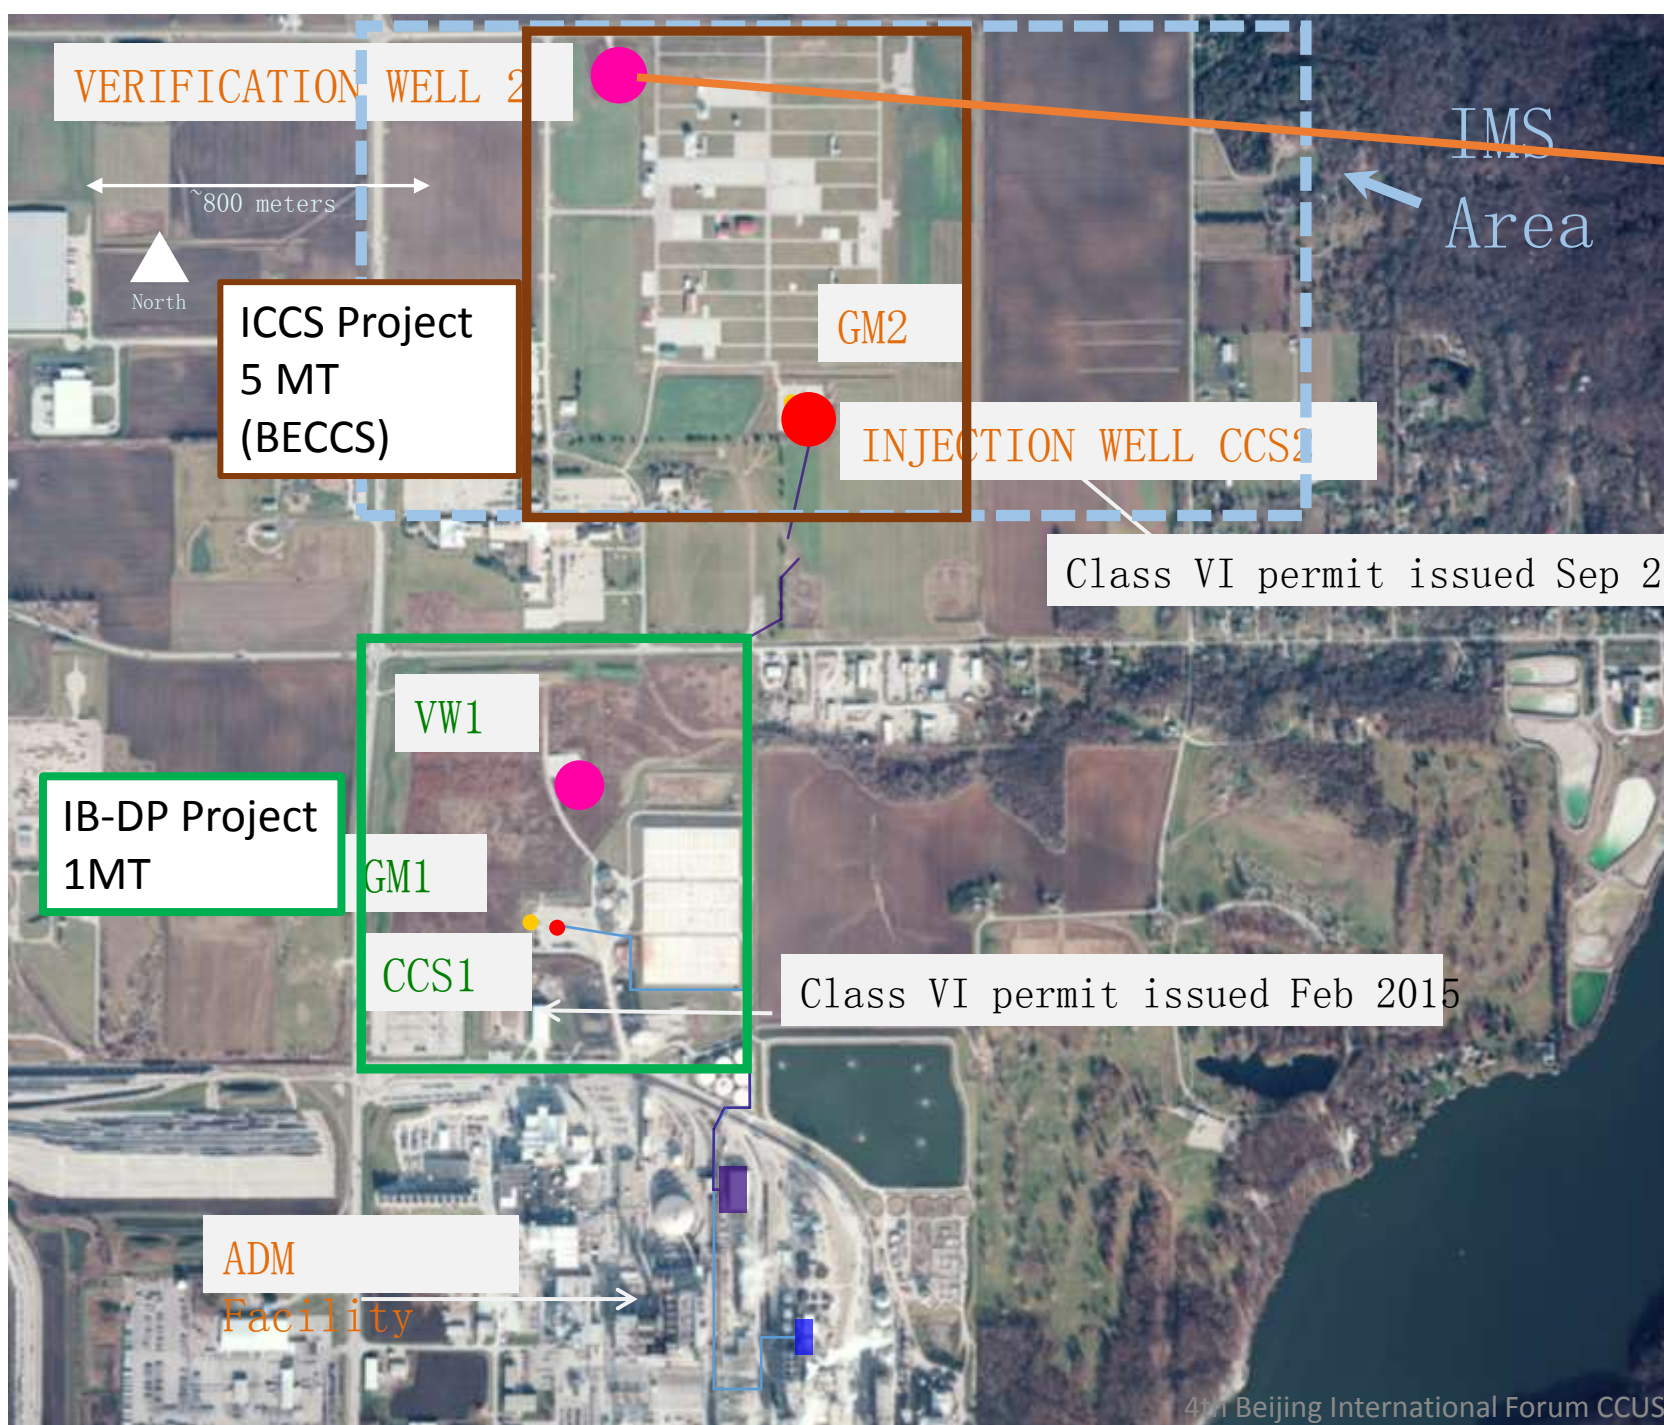 VERIFICATION WELL 2
IMS
Area
~800 meters
North
ICCS Project
5 MT
(BECCS)
GM2
INJECTION WELL CCS2
Class VI permit issued Sep 2
VW1
IB-DP Project
1MT
GM1
CCS1
Class VI permit issued Feb 2015
ADM
Facility
4th Beijing International Forum CCUS